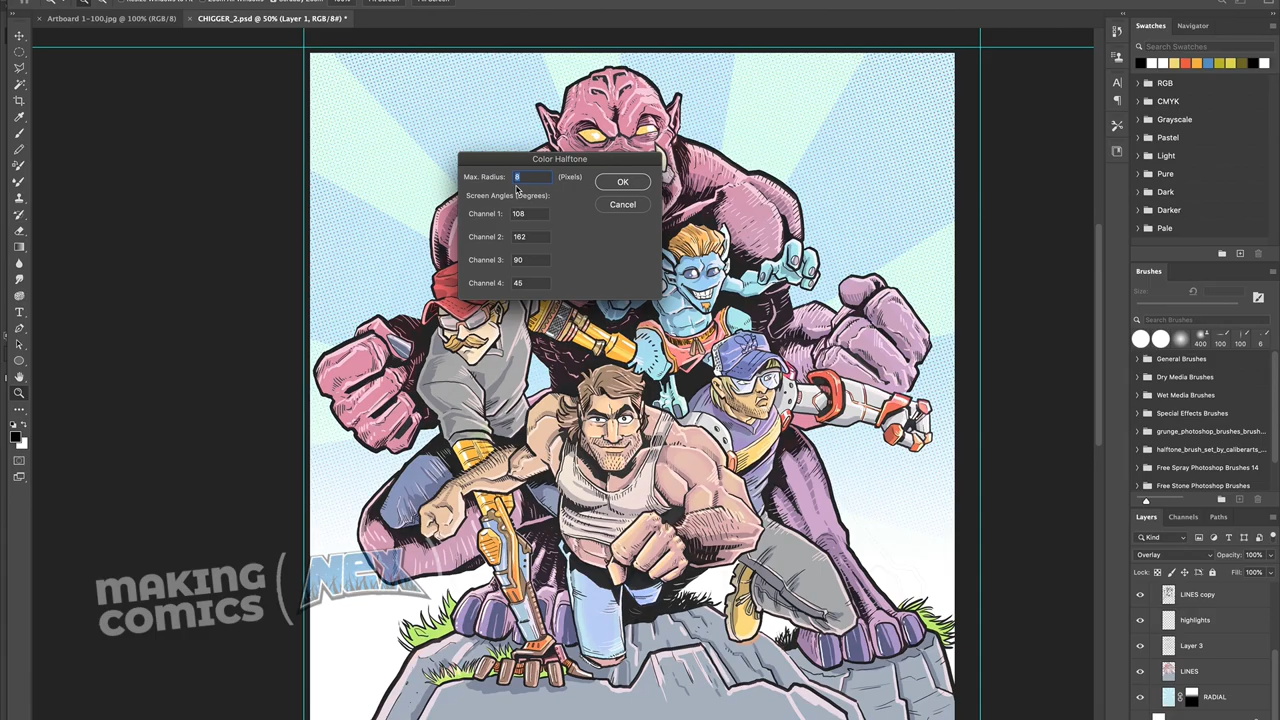 Artboard 1-100.jpg @ 100% (RGB/8)
CHIGGER_2.psd @ 50% (Layer 1, RGB/8#) *
Color Halftone
Max. Radius: 8 (Pixels)
OK
Screen Angles (Degrees):
Cancel
Channel 1: 108
Channel 2: 162
Channel 3: 90
Channel 4: 45
MAKING
COMICS
NEX
Swatches
Navigator
Search Swatches
RGB
CMYK
Grayscale
Pastel
Light
Pure
Dark
Darker
Pale
Brushes
Size:
Search Brushes
400 100 100 6
General Brushes
Dry Media Brushes
Wet Media Brushes
Special Effects Brushes
grunge_photoshop_brushes_brush...
halftone_brush_set_by_caliberarts_...
Free Spray Photoshop Brushes 14
Free Stone Photoshop Brushes 1
Layers
Channels
Paths
Kind
Overlay
Opacity: 100%
Lock:
Fill: 100%
LINES copy
highlights
Layer 3
LINES
RADIAL